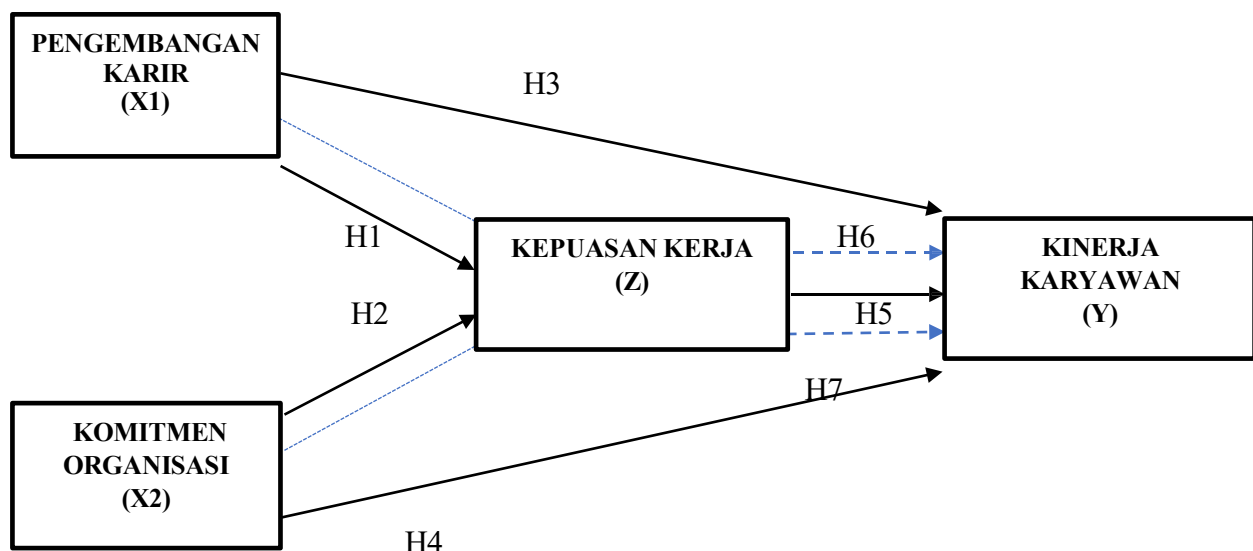 PENGEMBANGAN
KARIR
(X1)
H3
H1
KEPUASAN KERJA
(Z)
H6
KINERJA
KARYAWAN
(Y)
H2
H5
H7
KOMITMEN
ORGANISASI
(X2)
H4